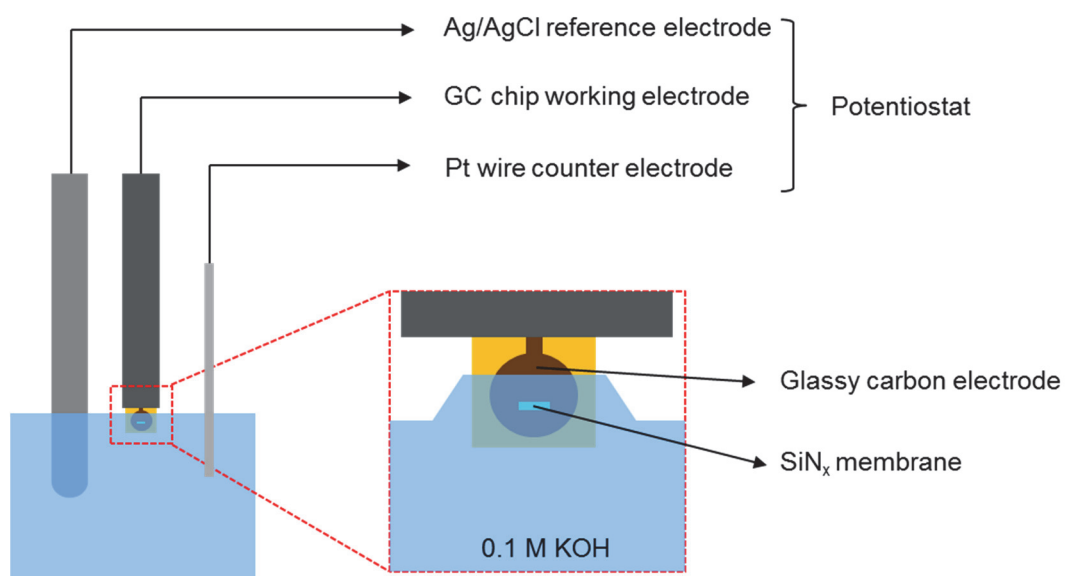 Ag/AgCl reference electrode
GC chip working electrode
Potentiostat
Pt wire counter electrode
Glassy carbon electrode
SiNₓ membrane
0.1 M KOH